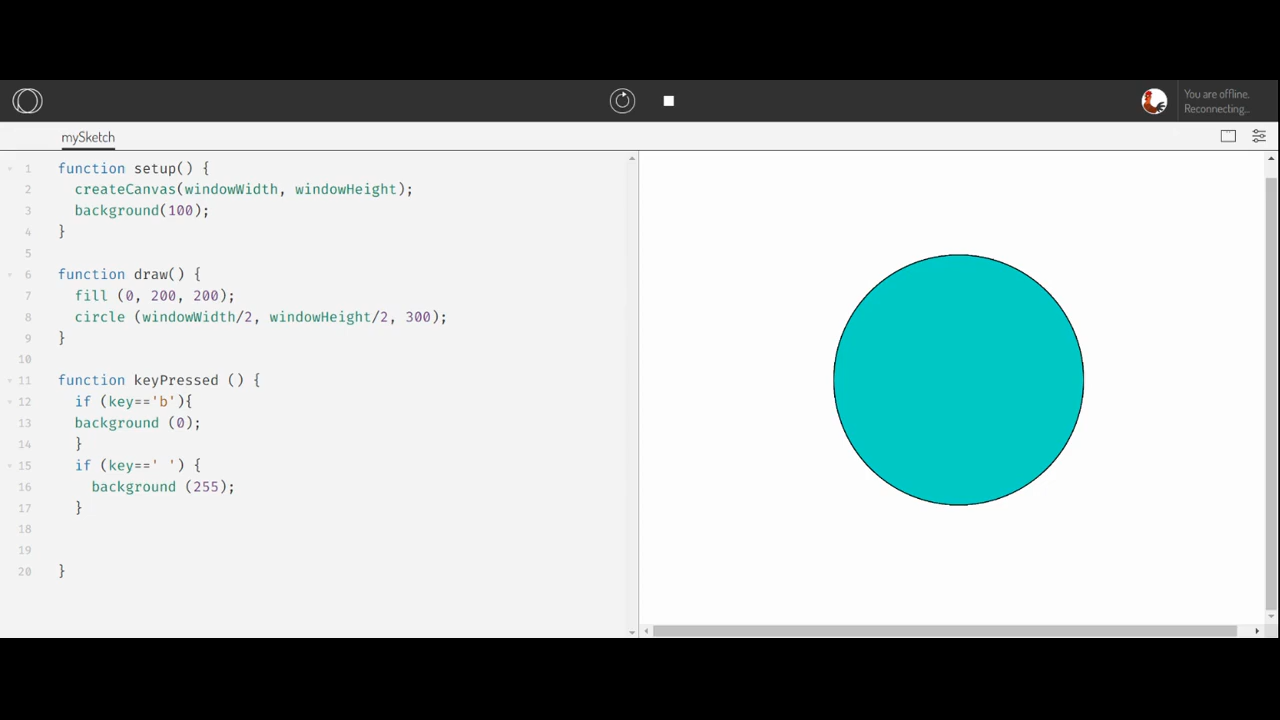 You are offline.
Reconnecting...
mySketch
1 function setup() {
2 createCanvas(windowWidth, windowHeight);
3 background(100);
4 }
5
6 function draw() {
7 fill (0, 200, 200);
8 circle (windowWidth/2, windowHeight/2, 300);
9 }
10
11 function keyPressed () {
12 if (key=='b'){
13 background (0);
14 }
15 if (key==' ') {
16 background (255);
17 }
18
19
20 }